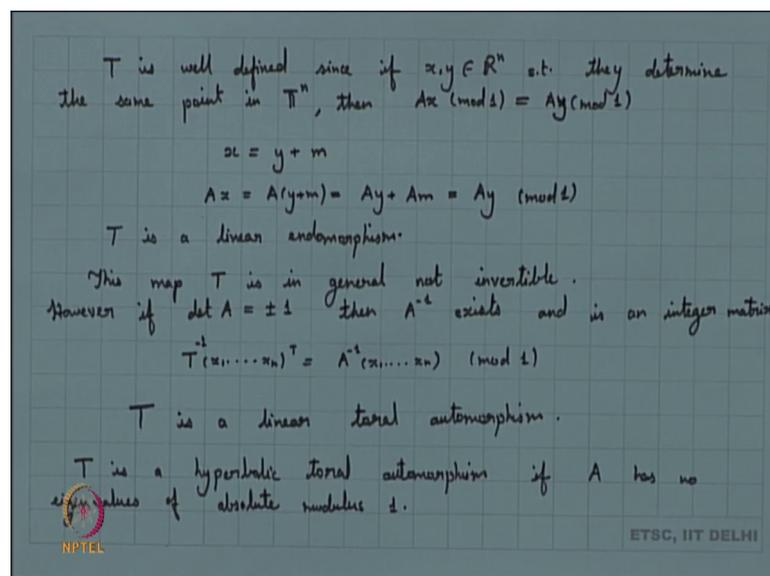 T is well defined since if x,y ∈ Rⁿ s.t. they determine
the same point in 𝕋ⁿ, then Ax (mod 1) = Ay (mod 1)
x = y + m
Ax = A(y+m) = Ay + Am = Ay (mod 1)
T is a linear endomorphism.
This map T is in general not invertible.
However if det A = ± 1 then A⁻¹ exists and is an integer matrix
T⁻¹(x₁, .... xₙ)ᵀ = A⁻¹(x₁, .... xₙ) (mod 1)
T is a linear toral automorphism.
T is a hyperbolic toral automorphism if A has no
eigenvalues of absolute modulus 1.
ETSC, IIT DELHI
NPTEL